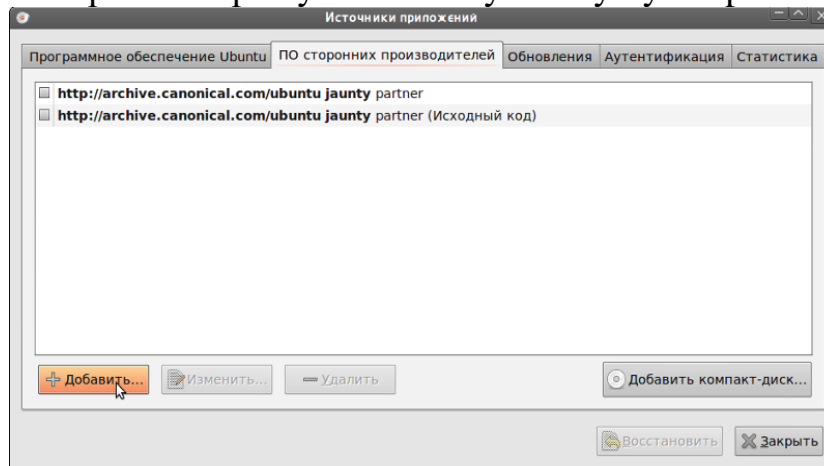 Источники приложений
Программное обеспечение Ubuntu ПО сторонних производителей Обновления Аутентификация Статистика
http://archive.canonical.com/ubuntu jaunty partner
http://archive.canonical.com/ubuntu jaunty partner (Исходный код)
Добавить... Изменить... Удалить Добавить компакт-диск...
Восстановить Закрыть